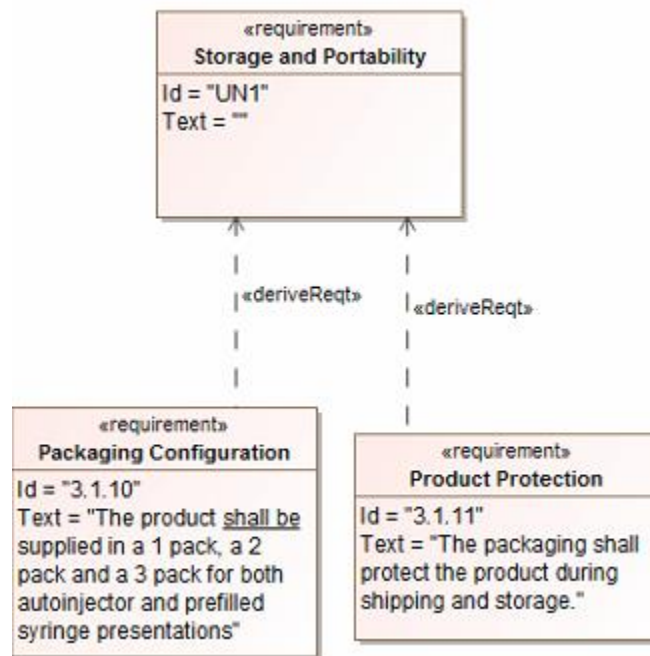 «requirement»
Storage and Portability
Id = "UN1"
Text = ""
«deriveReqt»
«deriveReqt»
«requirement»
Packaging Configuration
Id = "3.1.10"
Text = "The product shall be
supplied in a 1 pack, a 2
pack and a 3 pack for both
autoinjector and prefilled
syringe presentations"
«requirement»
Product Protection
Id = "3.1.11"
Text = "The packaging shall
protect the product during
shipping and storage."